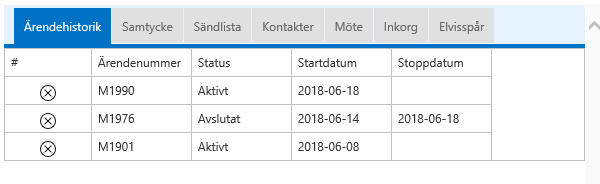 Ärendehistorik Samtycke Sändlista Kontakter Möte Inkorg Elvisspår
# Ärendenummer Status Startdatum Stoppdatum
M1990 Aktivt 2018-06-18
M1976 Avslutat 2018-06-14 2018-06-18
M1901 Aktivt 2018-06-08